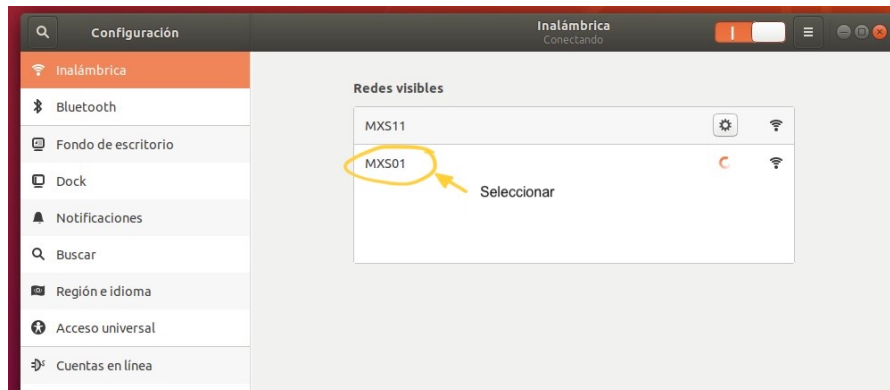 Configuración
Inalámbrica
Conectando
Inalámbrica
Bluetooth
Fondo de escritorio
Dock
Notificaciones
Buscar
Región e idioma
Acceso universal
Cuentas en línea
Redes visibles
MXS11
MXS01
Seleccionar